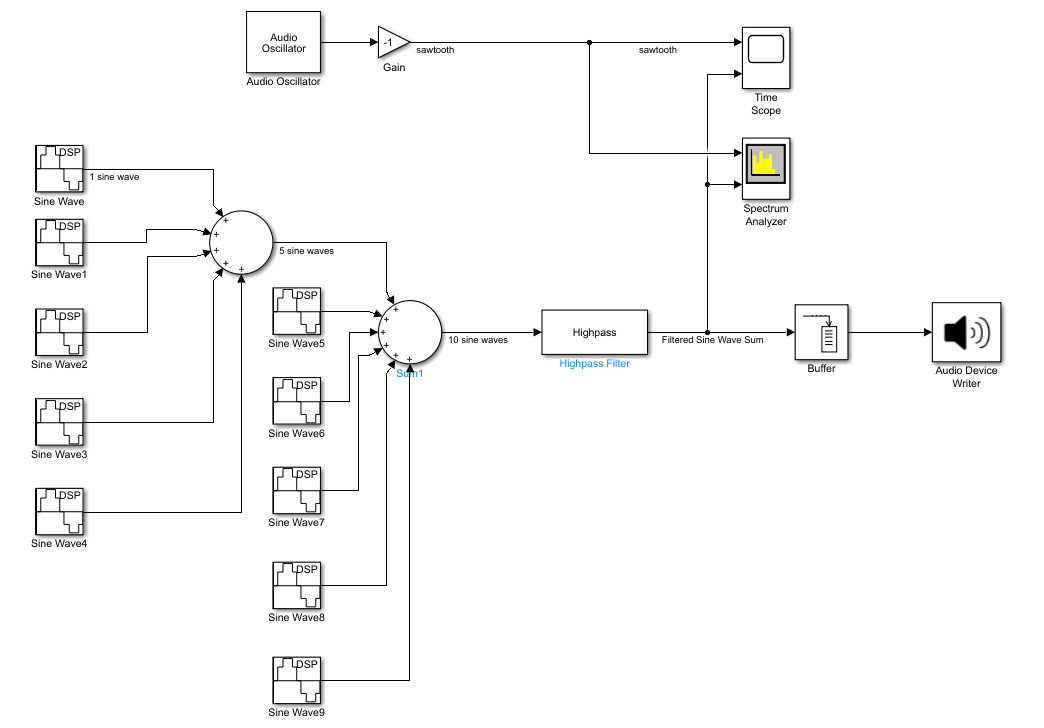 Audio
Oscillator
Audio Oscillator
-1
Gain
sawtooth
sawtooth
Time
Scope
DSP
Sine Wave
1 sine wave
Spectrum
Analyzer
DSP
Sine Wave1
+
+
+
+
+
5 sine waves
DSP
Sine Wave2
DSP
Sine Wave5
+
+
+
+
+
+
Sum1
10 sine waves
Highpass
Highpass Filter
Filtered Sine Wave Sum
Buffer
Audio Device
Writer
DSP
Sine Wave6
DSP
Sine Wave3
DSP
Sine Wave7
DSP
Sine Wave4
DSP
Sine Wave8
DSP
Sine Wave9